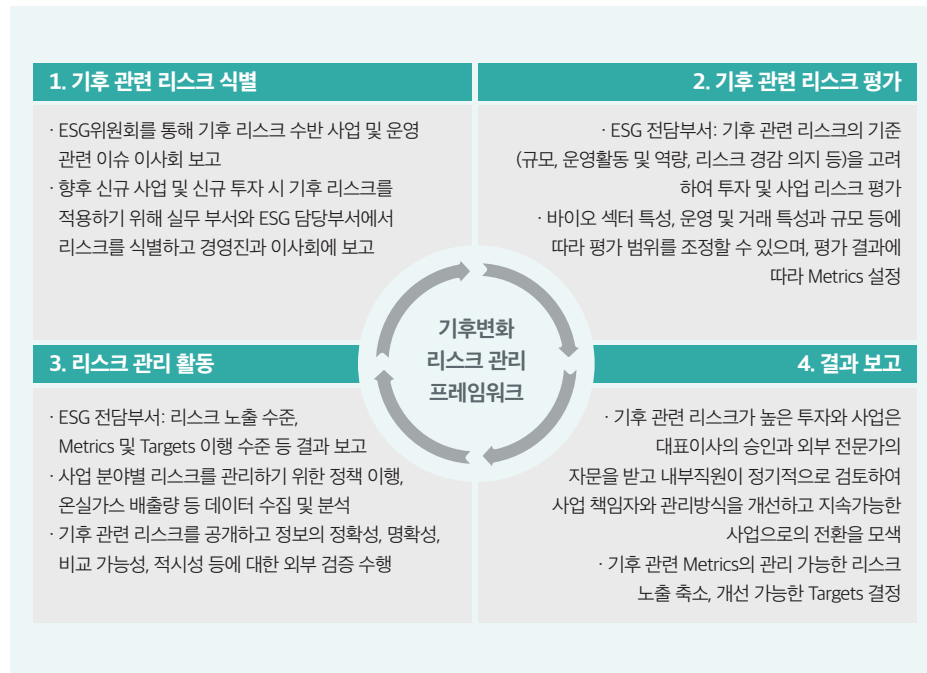 1. 기후 관련 리스크 식별
· ESG위원회를 통해 기후 리스크 수반 사업 및 운영
관련 이슈 이사회 보고
· 향후 신규 사업 및 신규 투자 시 기후 리스크를
적용하기 위해 실무 부서와 ESG 담당부서에서
리스크를 식별하고 경영진과 이사회에 보고
2. 기후 관련 리스크 평가
· ESG 전담부서: 기후 관련 리스크의 기준
(규모, 운영활동 및 역량, 리스크 경감 의지 등)을 고려
하여 투자 및 사업 리스크 평가
· 바이오 섹터 특성, 운영 및 거래 특성과 규모 등에
따라 평가 범위를 조정할 수 있으며, 평가 결과에
따라 Metrics 설정
기후변화
리스크 관리
프레임워크
3. 리스크 관리 활동
· ESG 전담부서: 리스크 노출 수준,
Metrics 및 Targets 이행 수준 등 결과 보고
· 사업 분야별 리스크를 관리하기 위한 정책 이행,
온실가스 배출량 등 데이터 수집 및 분석
· 기후 관련 리스크를 공개하고 정보의 정확성, 명확성,
비교 가능성, 적시성 등에 대한 외부 검증 수행
4. 결과 보고
· 기후 관련 리스크가 높은 투자와 사업은
대표이사의 승인과 외부 전문가의
자문을 받고 내부직원이 정기적으로 검토하여
사업 책임자와 관리방식을 개선하고 지속가능한
사업으로의 전환을 모색
· 기후 관련 Metrics의 관리 가능한 리스크
노출 축소, 개선 가능한 Targets 결정